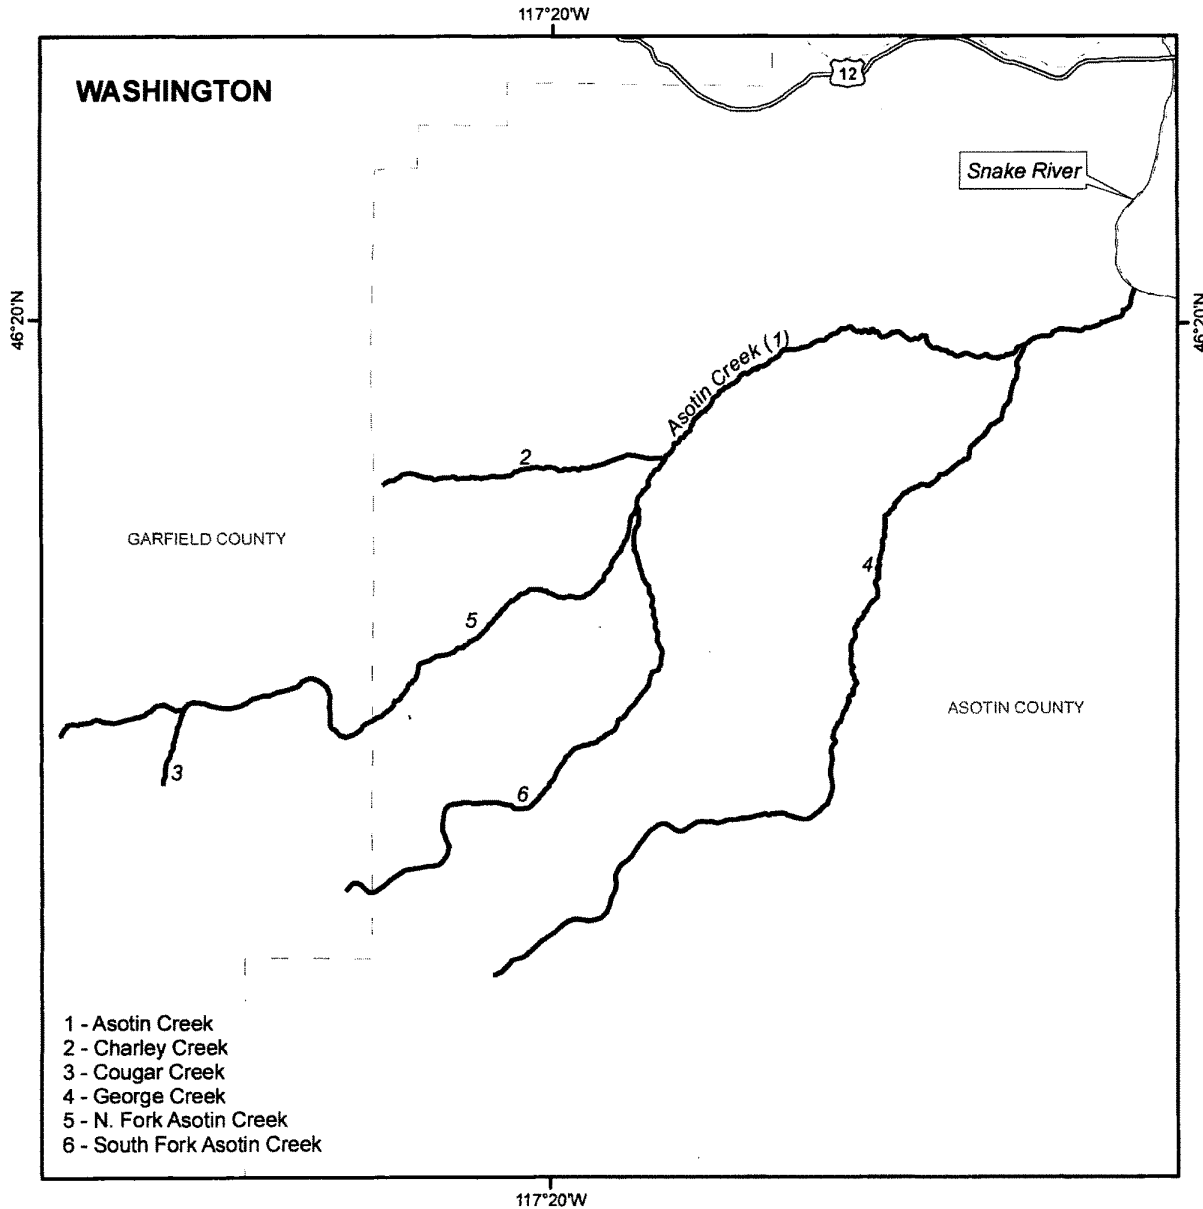 117°20'W
WASHINGTON
12
Snake River
46°20'N
46°20'N
Asotin Creek (1)
2
GARFIELD COUNTY
4
5
ASOTIN COUNTY
3
6
1 - Asotin Creek
2 - Charley Creek
3 - Cougar Creek
4 - George Creek
5 - N. Fork Asotin Creek
6 - South Fork Asotin Creek
117°20'W